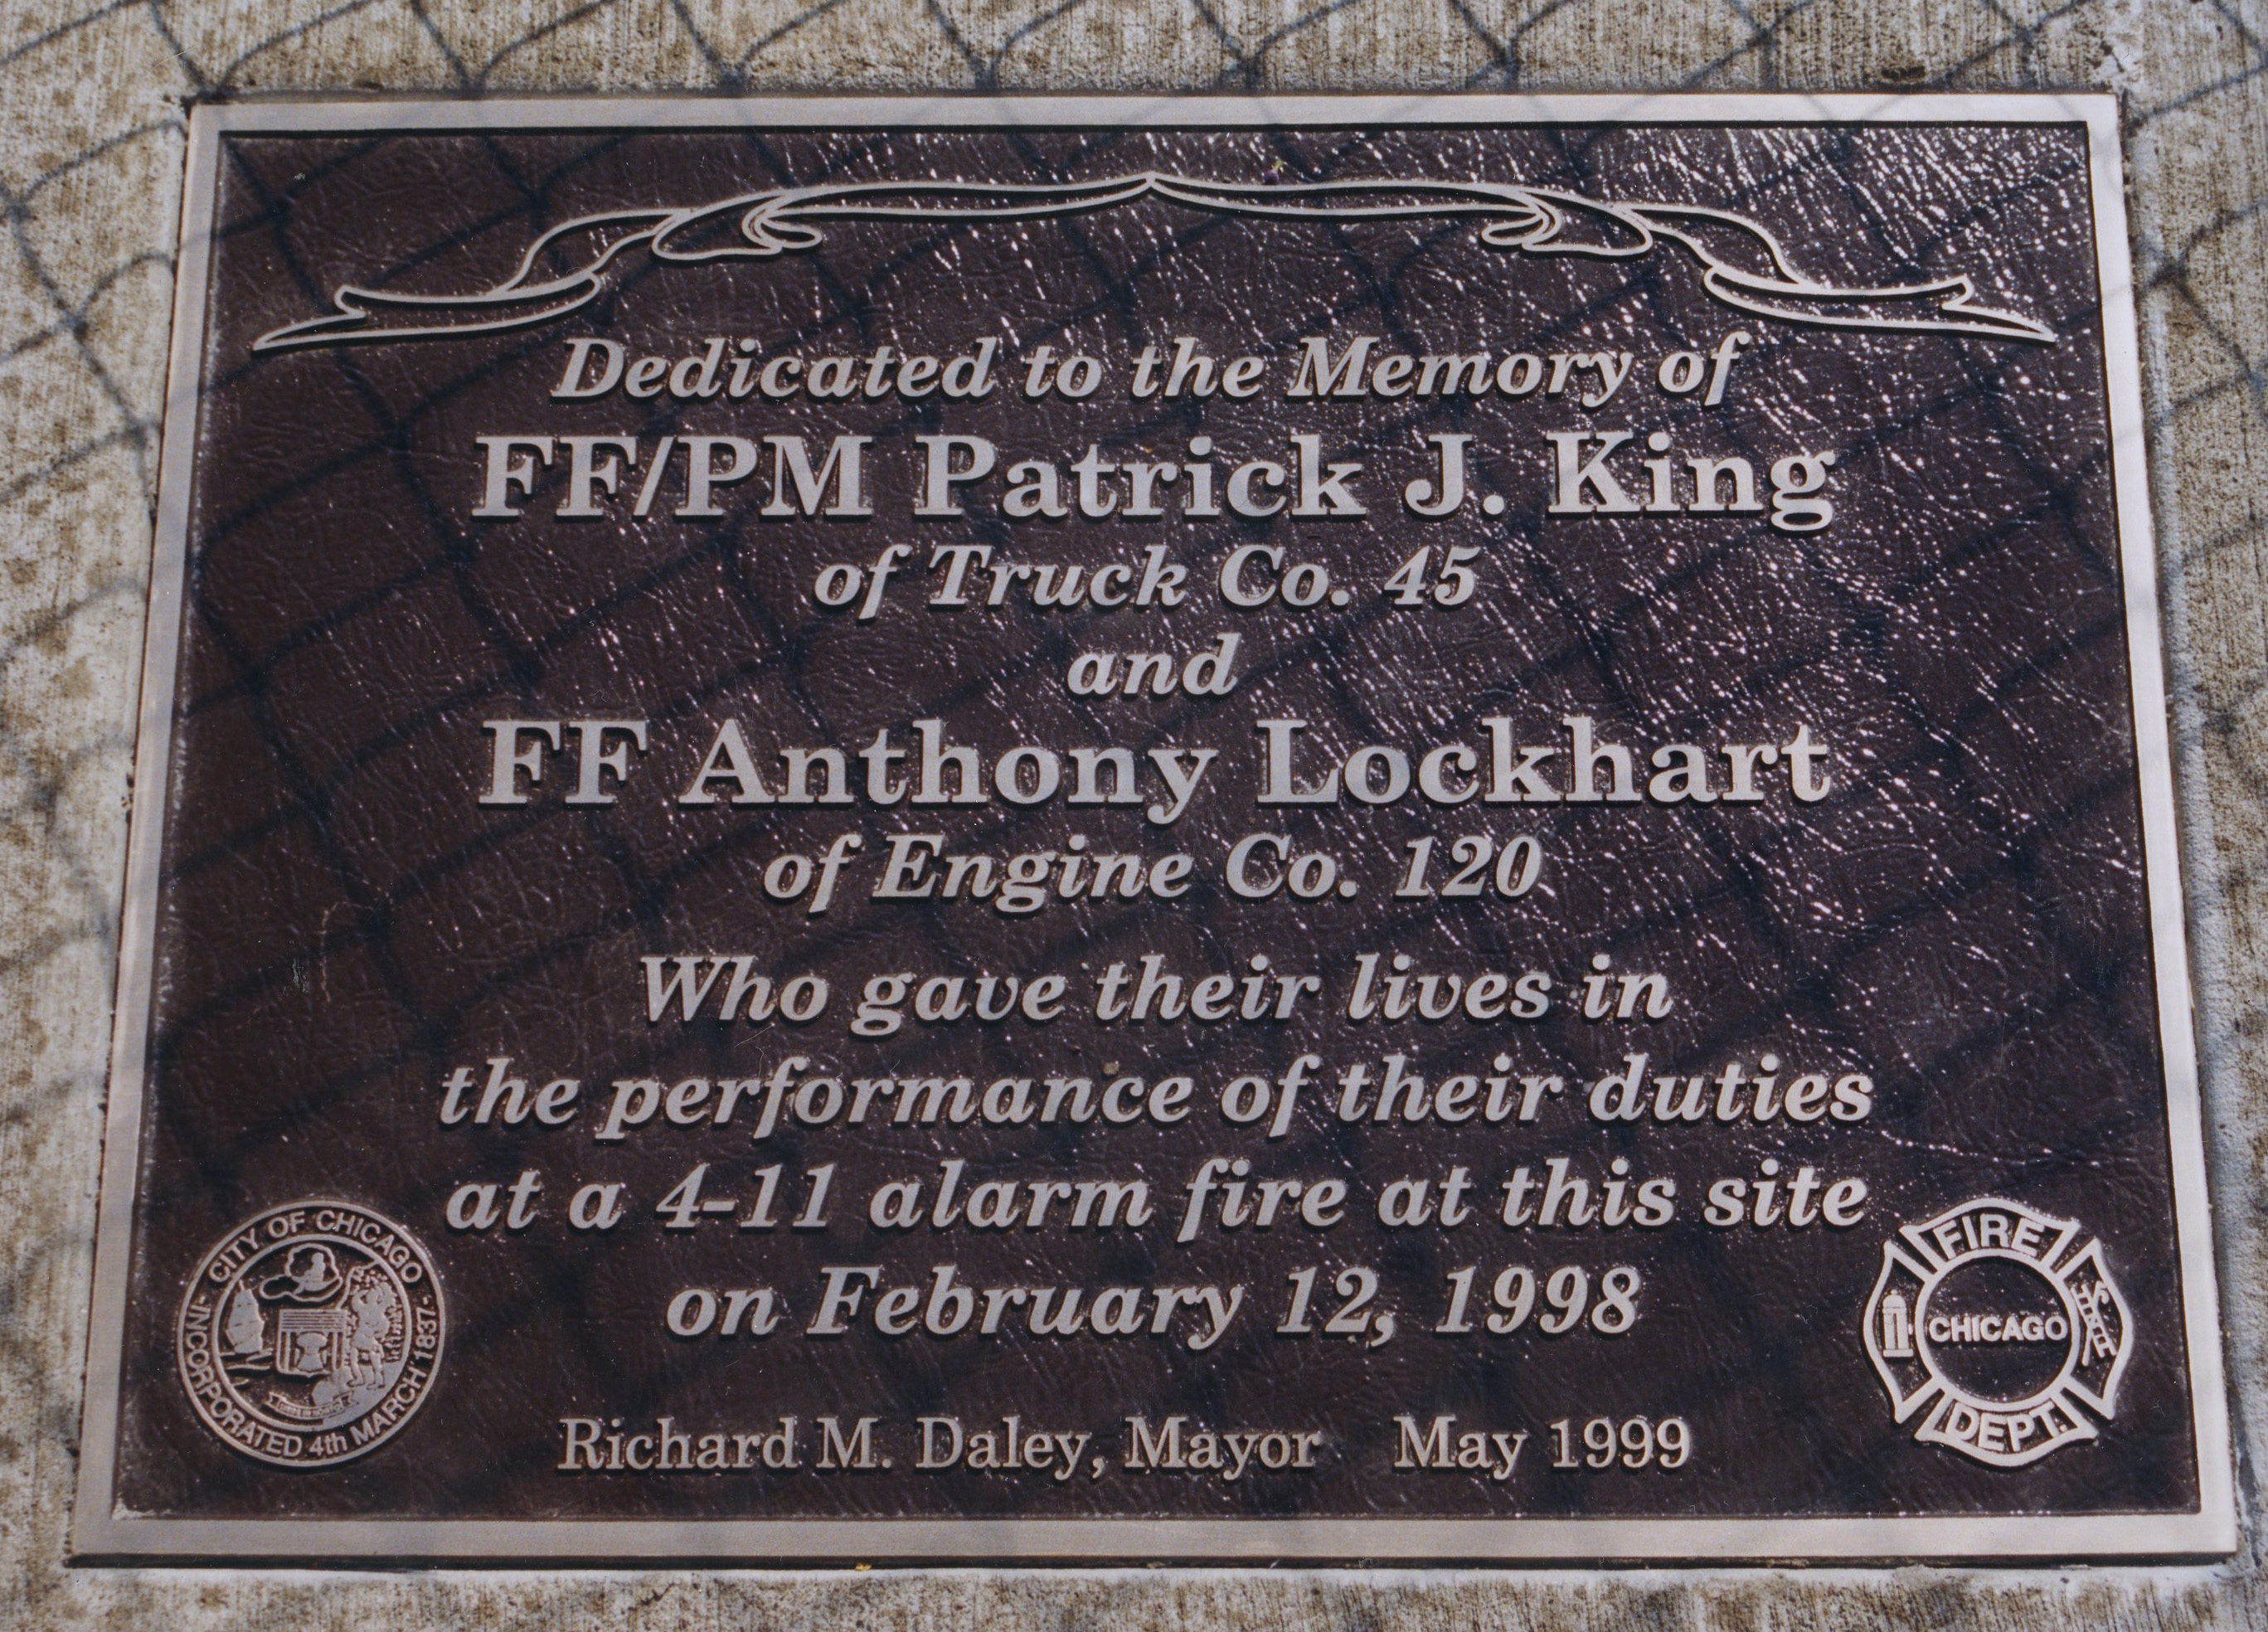 Dedicated to the Memory of
FF/PM Patrick J. King
of Truck Co. 45
and
FF Anthony Lockhart
of Engine Co. 120
Who gave their lives in
the performance of their duties
at a 4-11 alarm fire at this site
on February 12, 1998
Richard M. Daley, Mayor May 1999
CITY OF CHICAGO
INCORPORATED 4th MARCH 1837
FIRE
CHICAGO
DEPT.